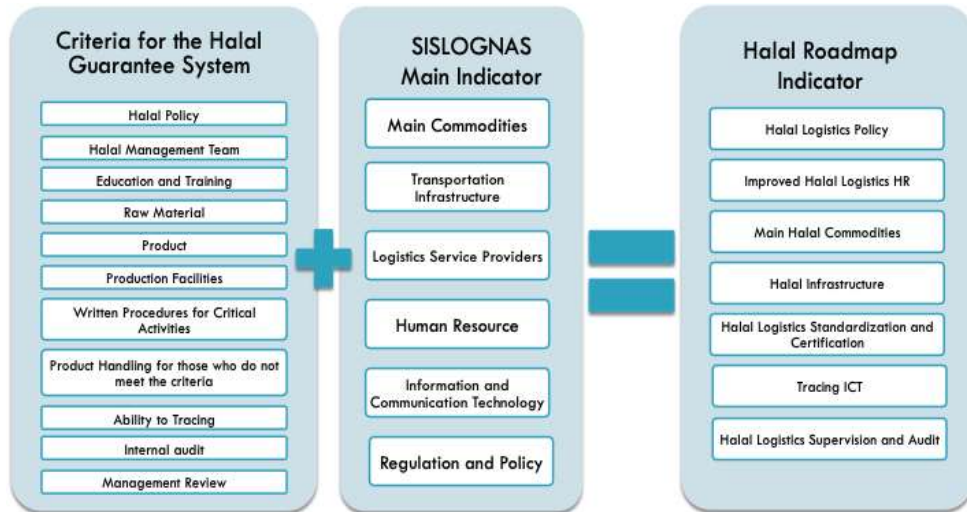 Criteria for the Halal
Guarantee System
Halal Policy
Halal Management Team
Education and Training
Raw Material
Product
Production Facilities
Written Procedures for Critical
Activities
Product Handling for those who do not
meet the criteria
Ability to Tracing
Internal audit
Management Review
SISLOGNAS
Main Indicator
Main Commodities
Transportation
Infrastructure
Logistics Service Providers
Human Resource
Information and
Communication Technology
Regulation and Policy
Halal Roadmap
Indicator
Halal Logistics Policy
Improved Halal Logistics HR
Main Halal Commodities
Halal Infrastructure
Halal Logistics Standardization and
Certification
Tracing ICT
Halal Logistics Supervision and Audit